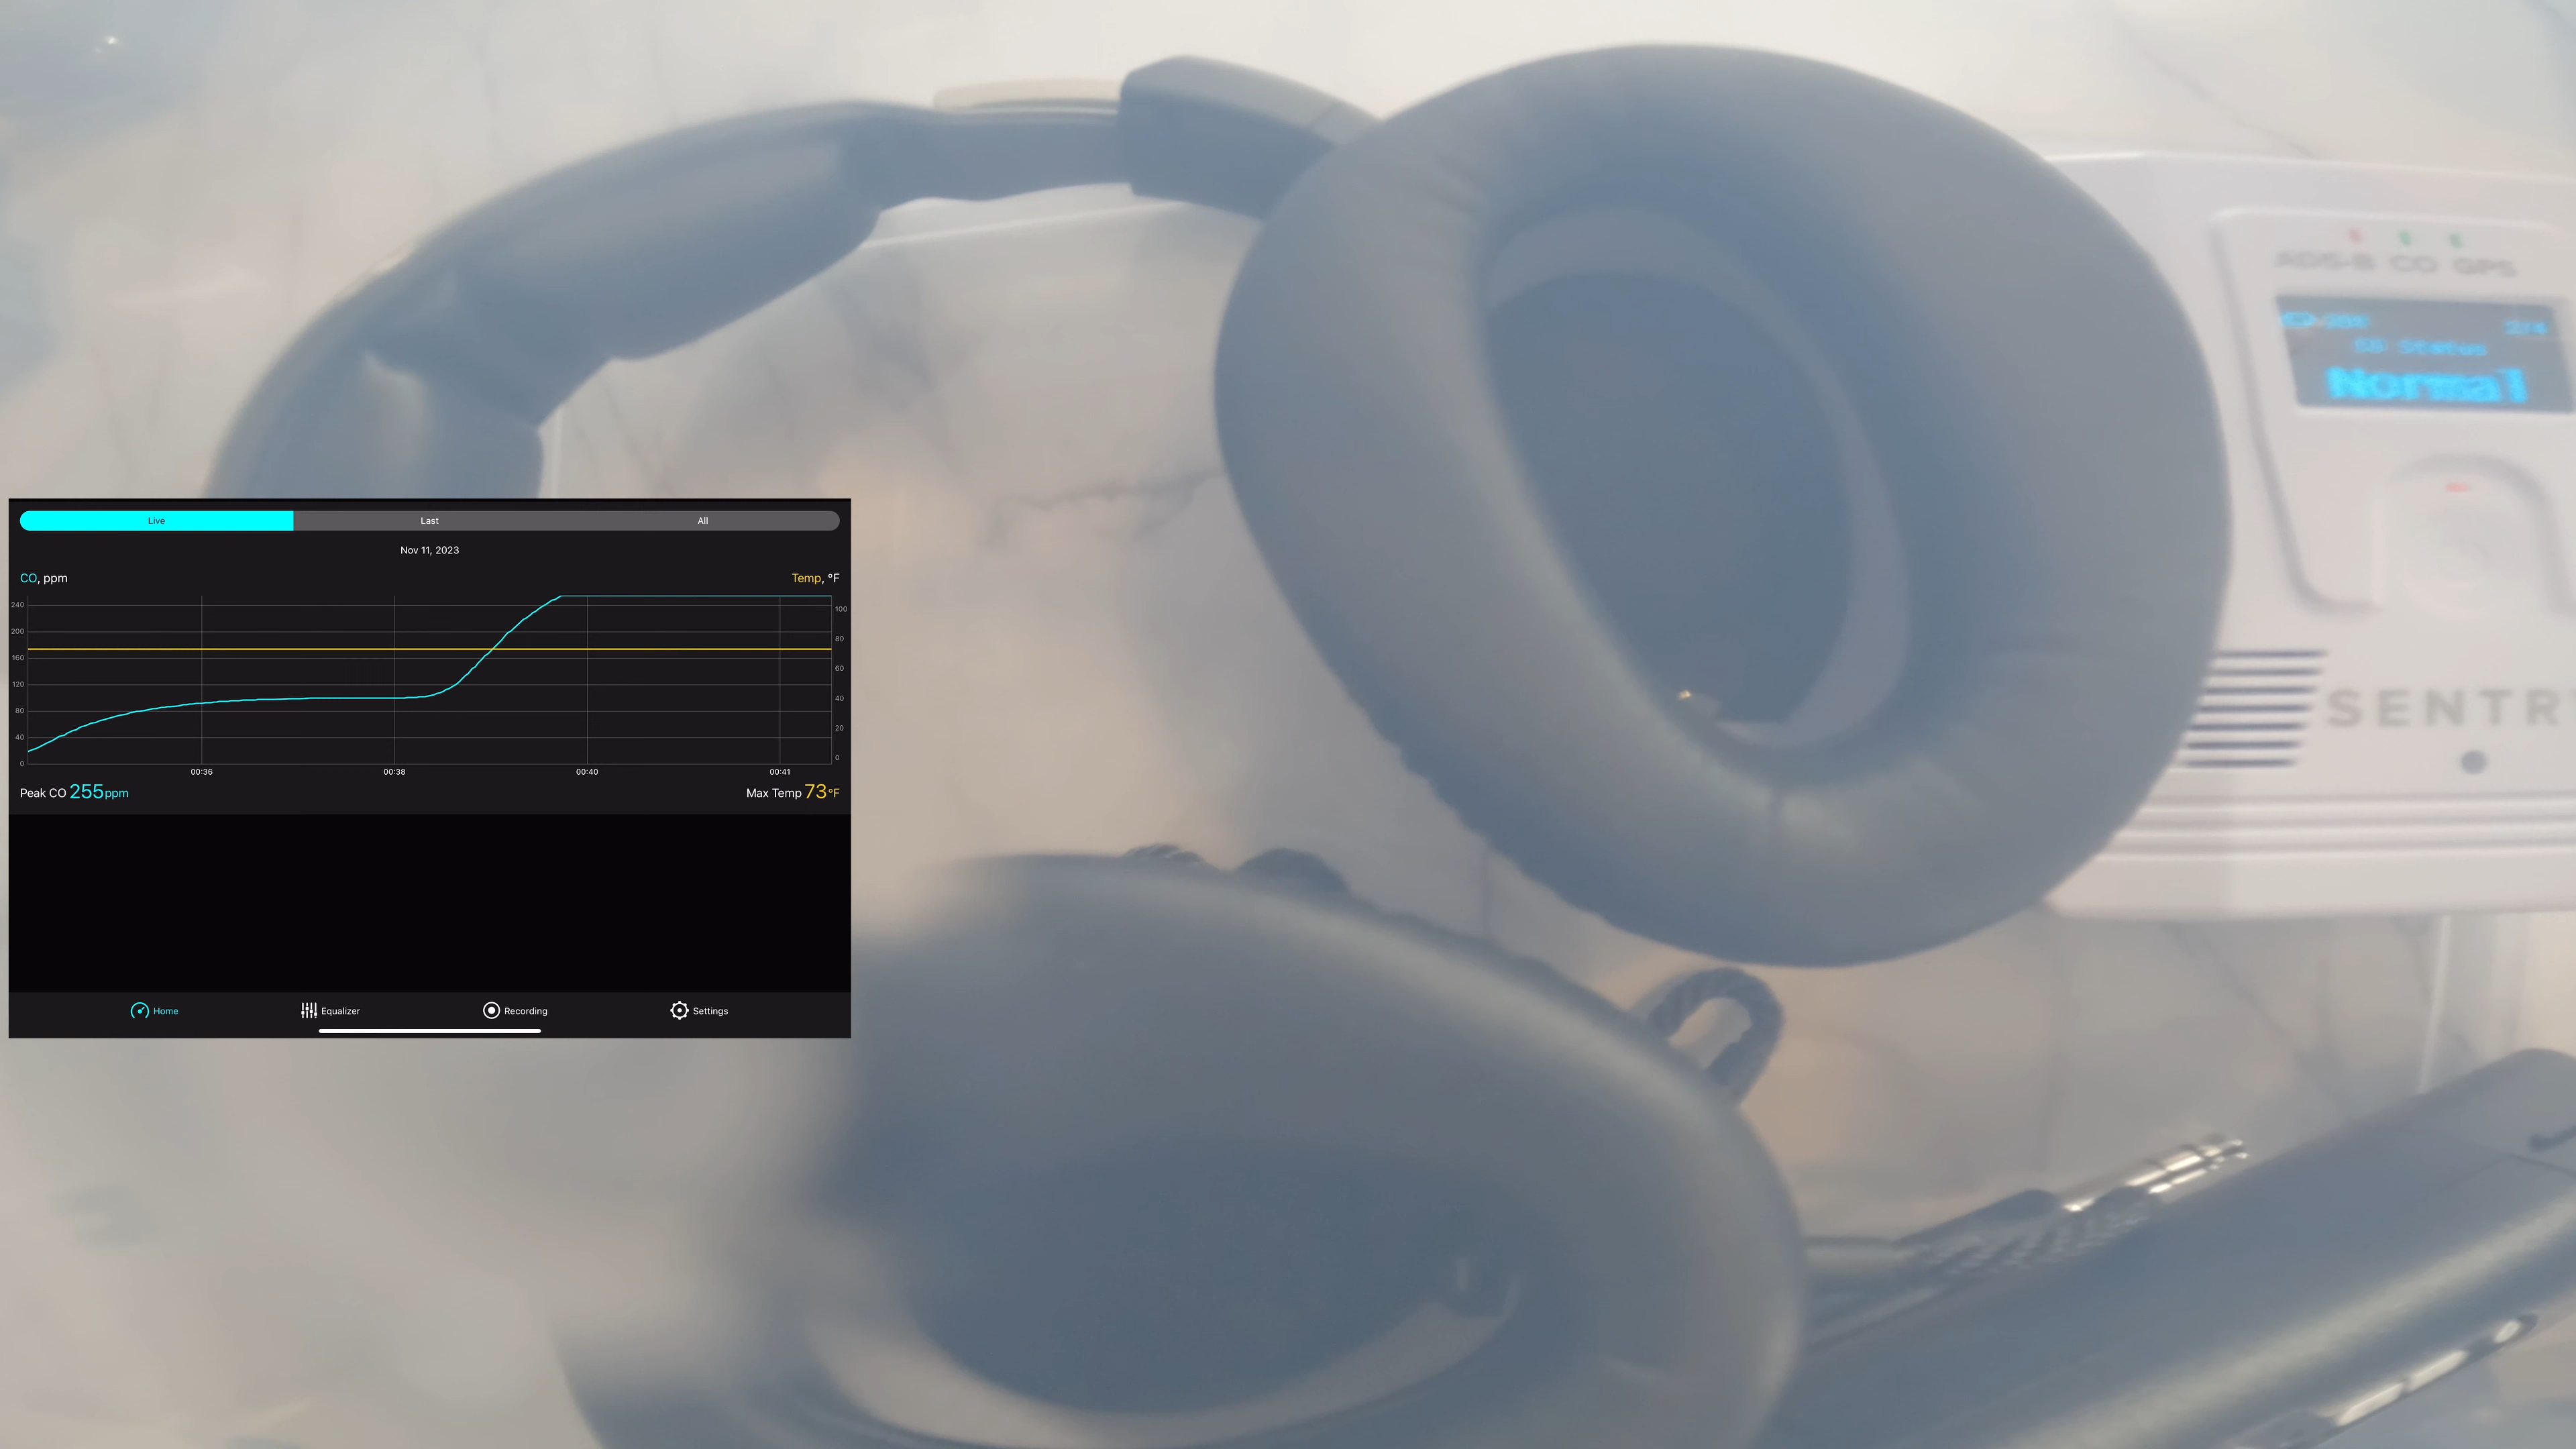 Live Last All
Nov 11, 2023
CO, ppm Temp, °F
240
200
160
120
80
40
0
100
80
60
40
20
0
00:36 00:38 00:40 00:41
Peak CO 255ppm Max Temp 73°F
Home Equalizer Recording Settings
ADS-B CO GPS
CO Status
Normal
SENTR